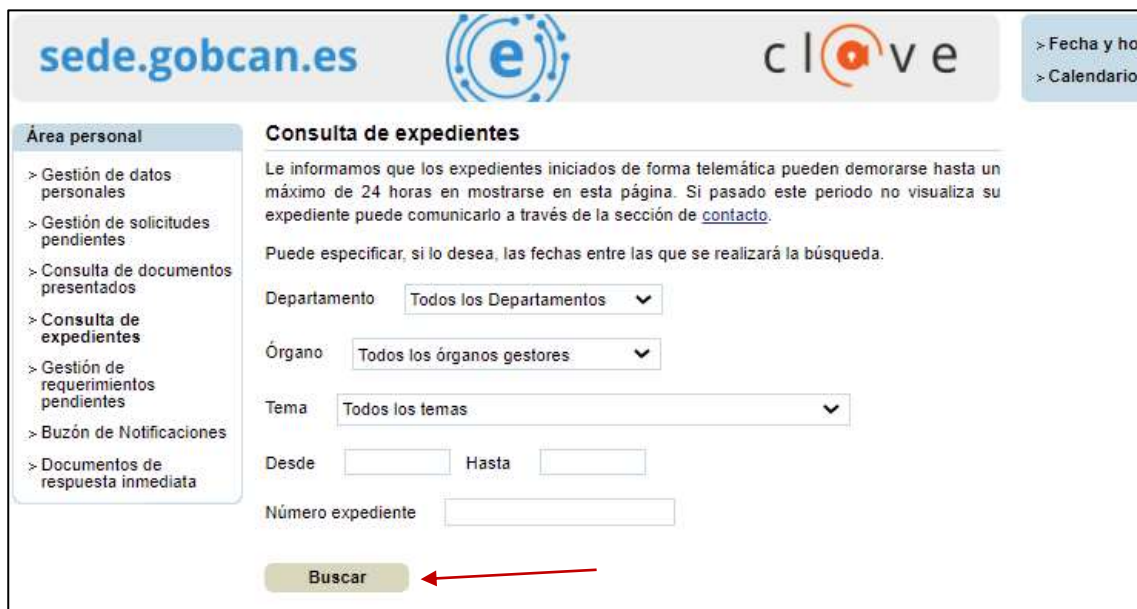 sede.gobcan.es
e
cl@ve
> Fecha y ho
> Calendario
Área personal
> Gestión de datos
personales
> Gestión de solicitudes
pendientes
> Consulta de documentos
presentados
> Consulta de
expedientes
> Gestión de
requerimientos
pendientes
> Buzón de Notificaciones
> Documentos de
respuesta inmediata
Consulta de expedientes
Le informamos que los expedientes iniciados de forma telemática pueden demorarse hasta un
máximo de 24 horas en mostrarse en esta página. Si pasado este periodo no visualiza su
expediente puede comunicarlo a través de la sección de contacto.
Puede especificar, si lo desea, las fechas entre las que se realizará la búsqueda.
Departamento Todos los Departamentos
Órgano Todos los órganos gestores
Tema Todos los temas
Desde Hasta
Número expediente
Buscar